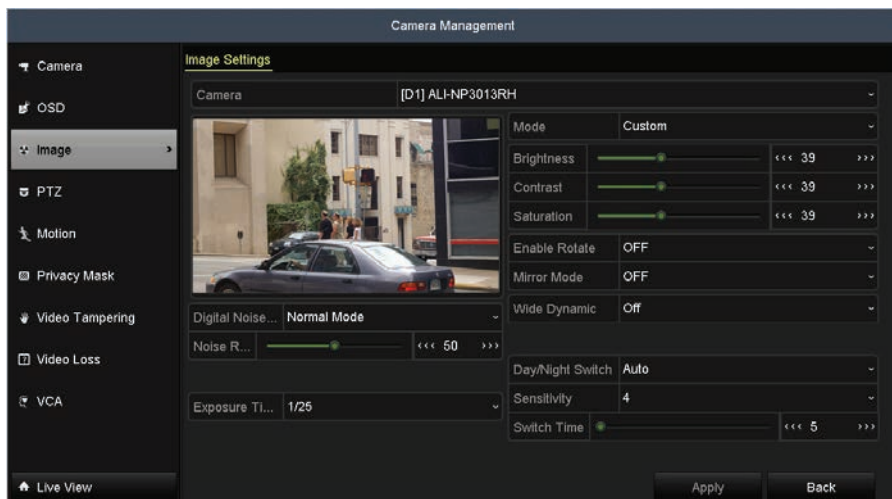 Camera Management
Camera
OSD
Image
PTZ
Motion
Privacy Mask
Video Tampering
Video Loss
VCA
Live View
Image Settings
Camera [D1] ALI-NP3013RH
Digital Noise... Normal Mode
Noise R... 50
Exposure Ti... 1/25
Mode Custom
Brightness 39
Contrast 39
Saturation 39
Enable Rotate OFF
Mirror Mode OFF
Wide Dynamic Off
Day/Night Switch Auto
Sensitivity 4
Switch Time 5
Apply Back